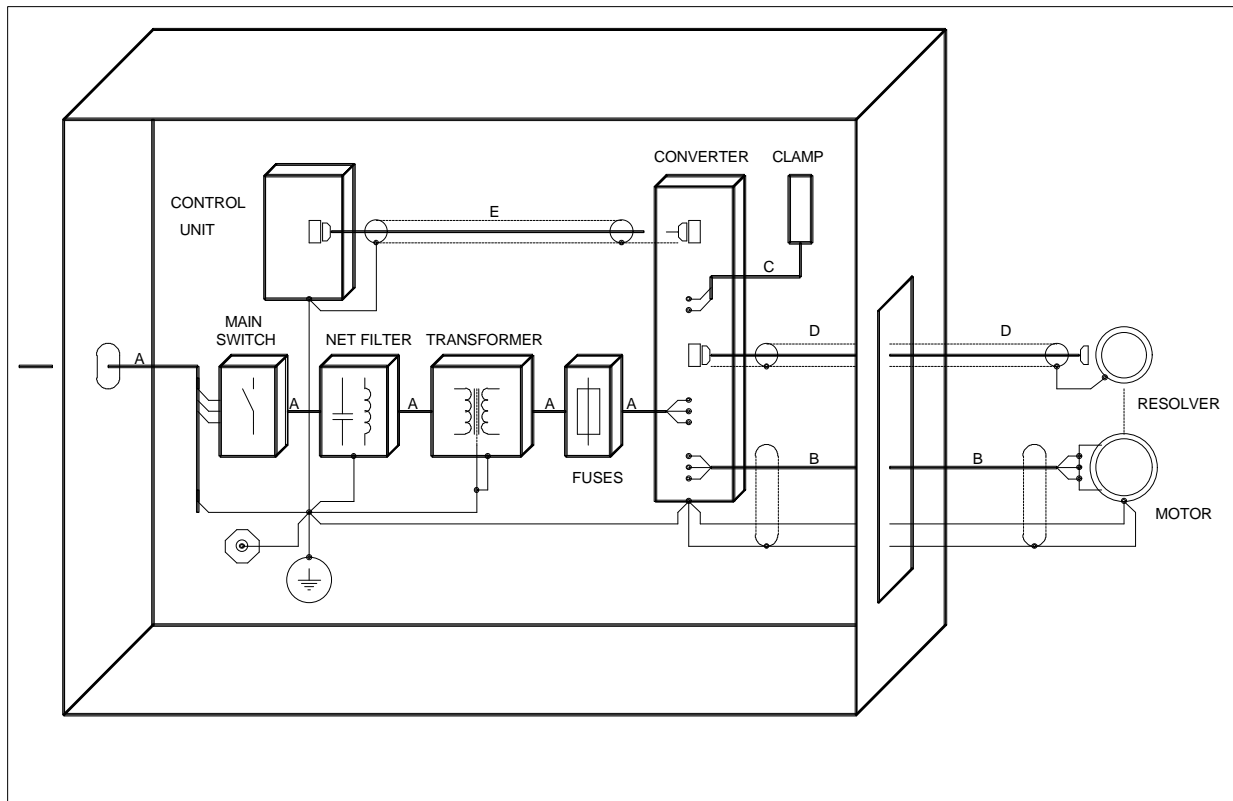 CONVERTER
CLAMP
CONTROL
UNIT
E
C
MAIN
SWITCH
NET FILTER
TRANSFORMER
D
D
A
A
A
A
A
RESOLVER
FUSES
B
B
MOTOR